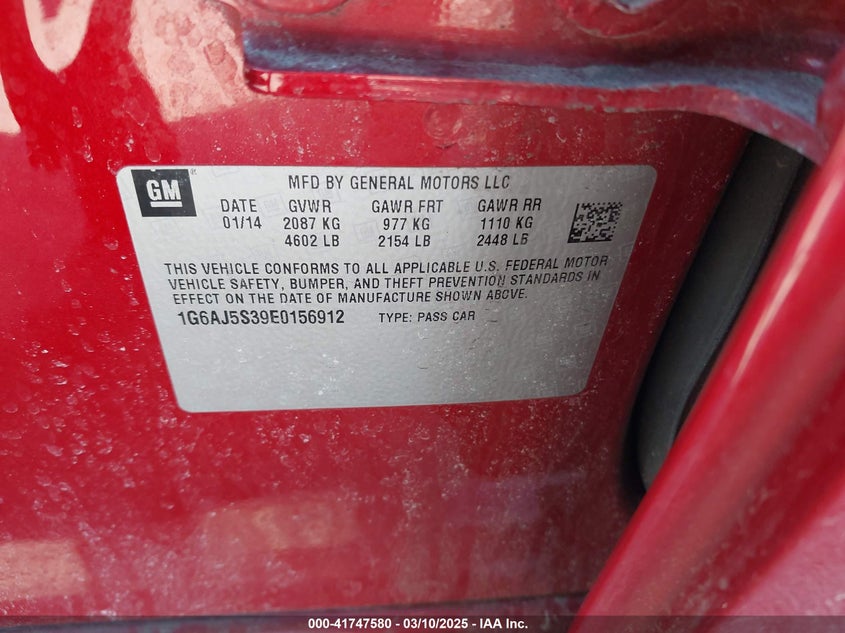 GM
MFD BY GENERAL MOTORS LLC
DATE GVWR GAWR FRT GAWR RR
01/14 2087 KG 977 KG 1110 KG
4602 LB 2154 LB 2448 LB
THIS VEHICLE CONFORMS TO ALL APPLICABLE U.S. FEDERAL MOTOR
VEHICLE SAFETY, BUMPER, AND THEFT PREVENTION STANDARDS IN
EFFECT ON THE DATE OF MANUFACTURE SHOWN ABOVE.
1G6AJ5S39E0156912 TYPE: PASS CAR
000-41747580 — 03/10/2025 — IAA Inc.